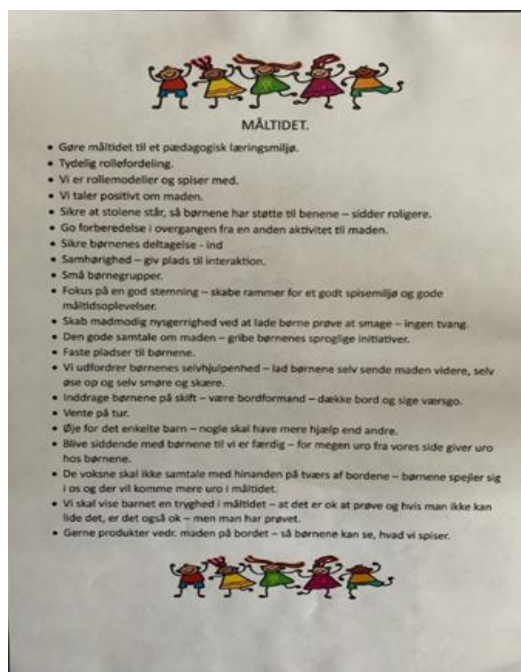 MÅLTIDET.
• Gøre måltidet til et pædagogisk læringsmiljø.
• Tydelig rollefordeling.
• Vi er rollemodeller og spiser med.
• Vi taler positivt om maden.
• Sikre at stolene står, så børnene har støtte til benene – sidder roligere.
• Go forberedelse i overgangen fra en anden aktivitet til maden.
• Sikre børnenes deltagelse - ind
• Samhørighed – giv plads til interaktion.
• Små børnegrupper.
• Fokus på en god stemning – skabe rammer for et godt spisemiljø og gode
måltidsoplevelser.
• Skab madmodig nysgerrighed ved at lade børne prøve at smage – ingen tvang.
• Den gode samtale om maden – gribe børnenes sproglige initiativer.
• Faste pladser til børnene.
• Vi udfordrer børnenes selvhjulpenhed – lad børnene selv sende maden videre, selv
øse op og selv smøre og skære.
• Inddrage børnene på skift – være bordformand – dække bord og sige værsgo.
• Vente på tur.
• Øje for det enkelte barn – nogle skal have mere hjælp end andre.
• Blive siddende med børnene til vi er færdig – for megen uro fra vores side giver uro
hos børnene.
• De voksne skal ikke samtale med hinanden på tværs af bordene – børnene spejler sig
i os og der vil komme mere uro i måltidet.
• Vi skal vise barnet en tryghed i måltidet – at det er ok at prøve og hvis man ikke kan
lide det, er det også ok – men man har prøvet.
• Gerne produkter vedr. maden på bordet – så børnene kan se, hvad vi spiser.